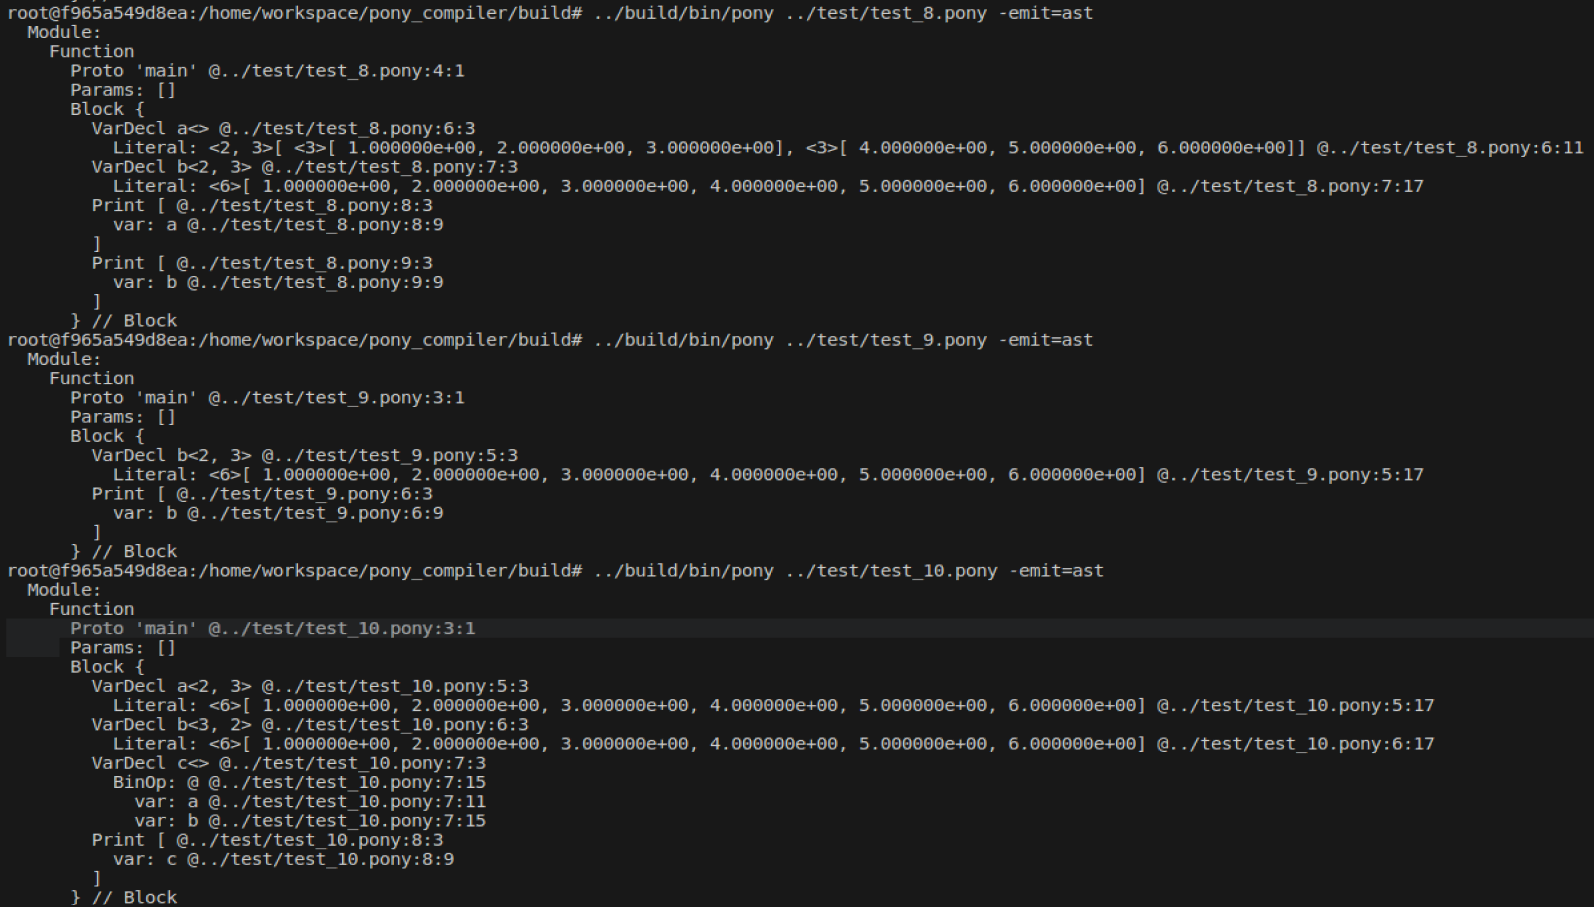 root@f965a549d8ea:/home/workspace/pony_compiler/build# ../build/bin/pony ../test/test_8.pony -emit=ast
  Module:
    Function
      Proto 'main' @../test/test_8.pony:4:1
      Params: []
      Block {
        VarDecl a<> @../test/test_8.pony:6:3
          Literal: <2, 3>[ <3>[ 1.000000e+00, 2.000000e+00, 3.000000e+00], <3>[ 4.000000e+00, 5.000000e+00, 6.000000e+00]] @../test/test_8.pony:6:11
        VarDecl b<2, 3> @../test/test_8.pony:7:3
          Literal: <6>[ 1.000000e+00, 2.000000e+00, 3.000000e+00, 4.000000e+00, 5.000000e+00, 6.000000e+00] @../test/test_8.pony:7:17
        Print [ @../test/test_8.pony:8:3
          var: a @../test/test_8.pony:8:9
        ]
        Print [ @../test/test_8.pony:9:3
          var: b @../test/test_8.pony:9:9
        ]
      } // Block
root@f965a549d8ea:/home/workspace/pony_compiler/build# ../build/bin/pony ../test/test_9.pony -emit=ast
  Module:
    Function
      Proto 'main' @../test/test_9.pony:3:1
      Params: []
      Block {
        VarDecl b<2, 3> @../test/test_9.pony:5:3
          Literal: <6>[ 1.000000e+00, 2.000000e+00, 3.000000e+00, 4.000000e+00, 5.000000e+00, 6.000000e+00] @../test/test_9.pony:5:17
        Print [ @../test/test_9.pony:6:3
          var: b @../test/test_9.pony:6:9
        ]
      } // Block
root@f965a549d8ea:/home/workspace/pony_compiler/build# ../build/bin/pony ../test/test_10.pony -emit=ast
  Module:
    Function
      Proto 'main' @../test/test_10.pony:3:1
      Params: []
      Block {
        VarDecl a<2, 3> @../test/test_10.pony:5:3
          Literal: <6>[ 1.000000e+00, 2.000000e+00, 3.000000e+00, 4.000000e+00, 5.000000e+00, 6.000000e+00] @../test/test_10.pony:5:17
        VarDecl b<3, 2> @../test/test_10.pony:6:3
          Literal: <6>[ 1.000000e+00, 2.000000e+00, 3.000000e+00, 4.000000e+00, 5.000000e+00, 6.000000e+00] @../test/test_10.pony:6:17
        VarDecl c<> @../test/test_10.pony:7:3
          BinOp: @ @../test/test_10.pony:7:15
            var: a @../test/test_10.pony:7:11
            var: b @../test/test_10.pony:7:15
        Print [ @../test/test_10.pony:8:3
          var: c @../test/test_10.pony:8:9
        ]
      } // Block